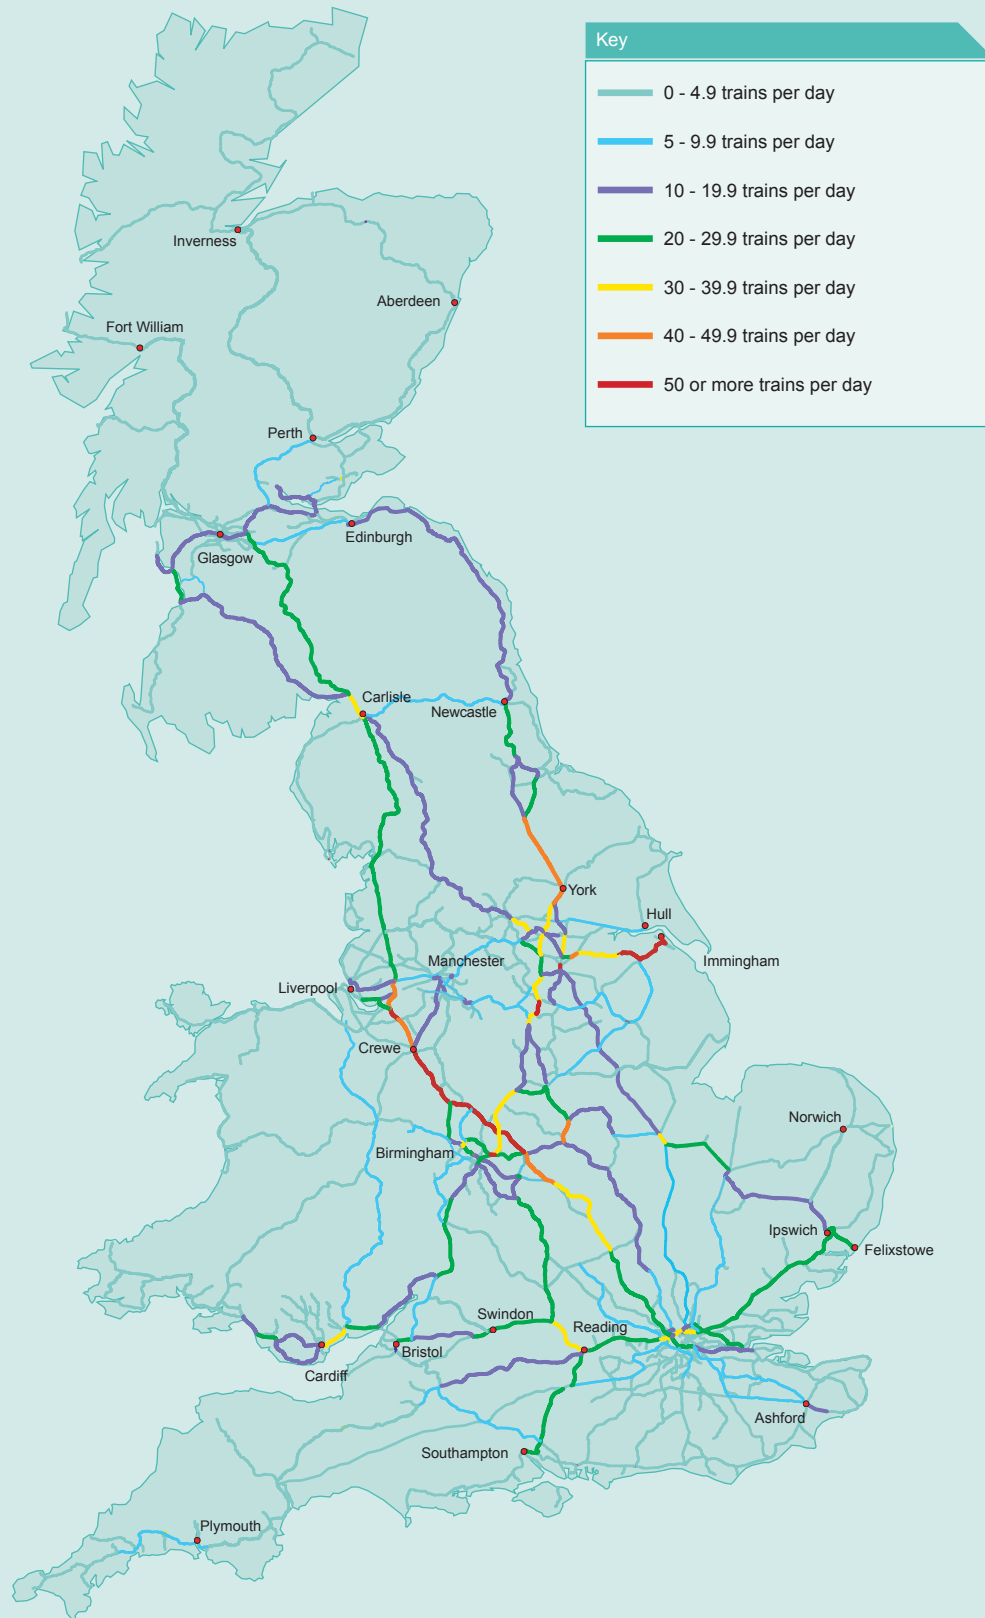 Key
0 - 4.9 trains per day
5 - 9.9 trains per day
10 - 19.9 trains per day
20 - 29.9 trains per day
30 - 39.9 trains per day
40 - 49.9 trains per day
50 or more trains per day
Inverness
Aberdeen
Fort William
Perth
Edinburgh
Glasgow
Carlisle
Newcastle
York
Hull
Manchester
Immingham
Liverpool
Crewe
Norwich
Birmingham
Ipswich
Felixstowe
Swindon
Reading
Bristol
Cardiff
Ashford
Southampton
Plymouth